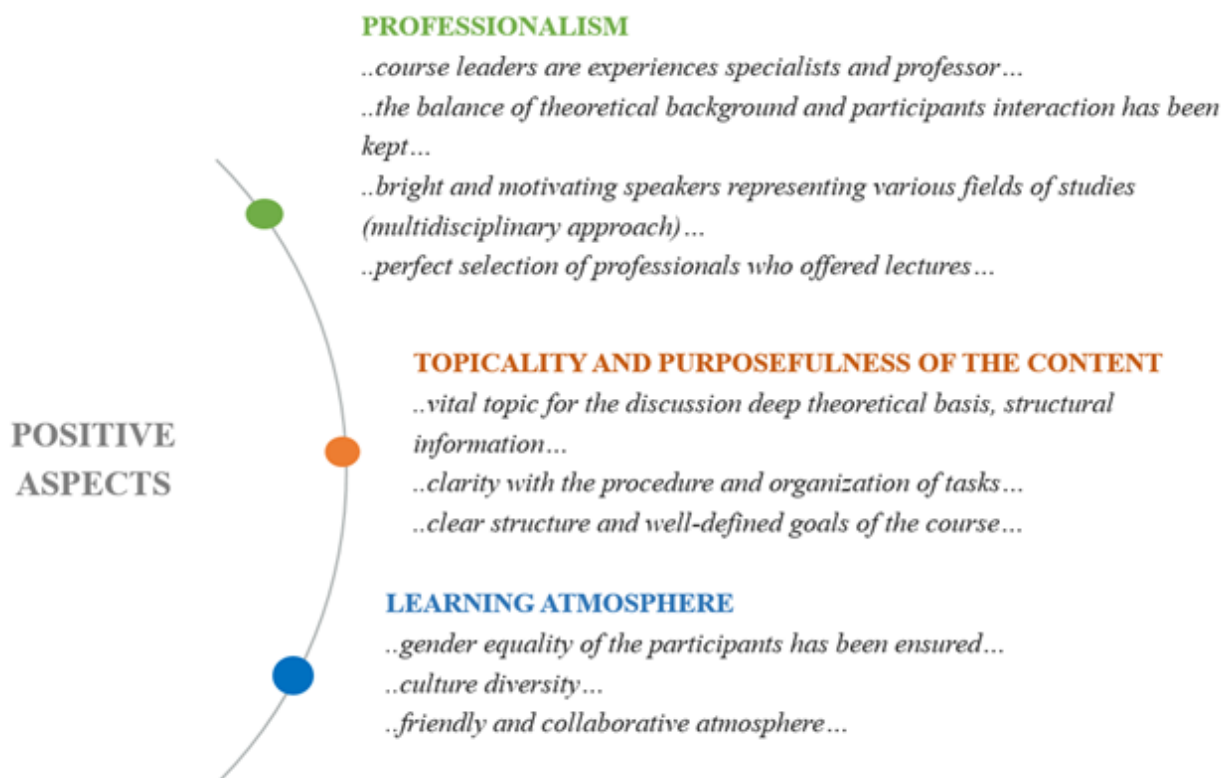 PROFESSIONALISM
..course leaders are experiences specialists and professor…
..the balance of theoretical background and participants interaction has been
kept…
..bright and motivating speakers representing various fields of studies
(multidisciplinary approach)…
..perfect selection of professionals who offered lectures…
TOPICALITY AND PURPOSEFULNESS OF THE CONTENT
..vital topic for the discussion deep theoretical basis, structural
information…
..clarity with the procedure and organization of tasks…
..clear structure and well-defined goals of the course…
POSITIVE
ASPECTS
LEARNING ATMOSPHERE
..gender equality of the participants has been ensured…
..culture diversity…
..friendly and collaborative atmosphere…